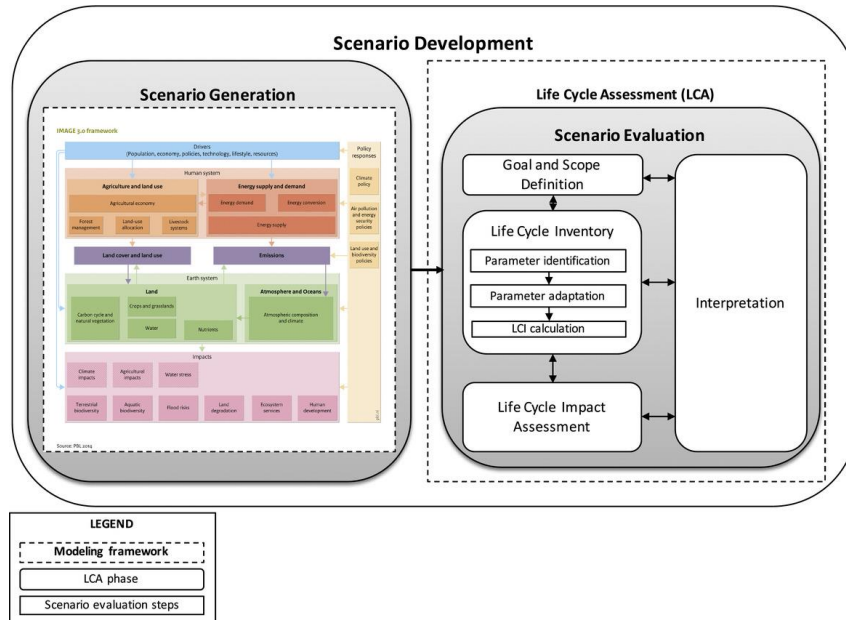 Scenario Development
Scenario Generation
IMAGE 3.0 framework
Drivers
(Population, economy, policies, technology, lifestyle, resources)
Policy
responses
Climate
policy
Air pollution
and energy
security
policies
Land use and
biodiversity
policies
Human system
Agriculture and land use
Agricultural economy
Forest
management
Land-use
allocation
Livestock
systems
Energy supply and demand
Energy demand
Energy conversion
Energy supply
Land cover and land use
Emissions
Earth system
Land
Carbon cycle and
natural vegetation
Crops and grasslands
Water
Nutrients
Atmosphere and Oceans
Atmospheric composition
and climate
Impacts
Climate
impacts
Agricultural
impacts
Water stress
Terrestrial
biodiversity
Aquatic
biodiversity
Flood risks
Land
degradation
Ecosystem
services
Human
development
Source: PBL 2014
Life Cycle Assessment (LCA)
Scenario Evaluation
Goal and Scope
Definition
Life Cycle Inventory
Parameter identification
Parameter adaptation
LCI calculation
Life Cycle Impact
Assessment
Interpretation
LEGEND
Modeling framework
LCA phase
Scenario evaluation steps